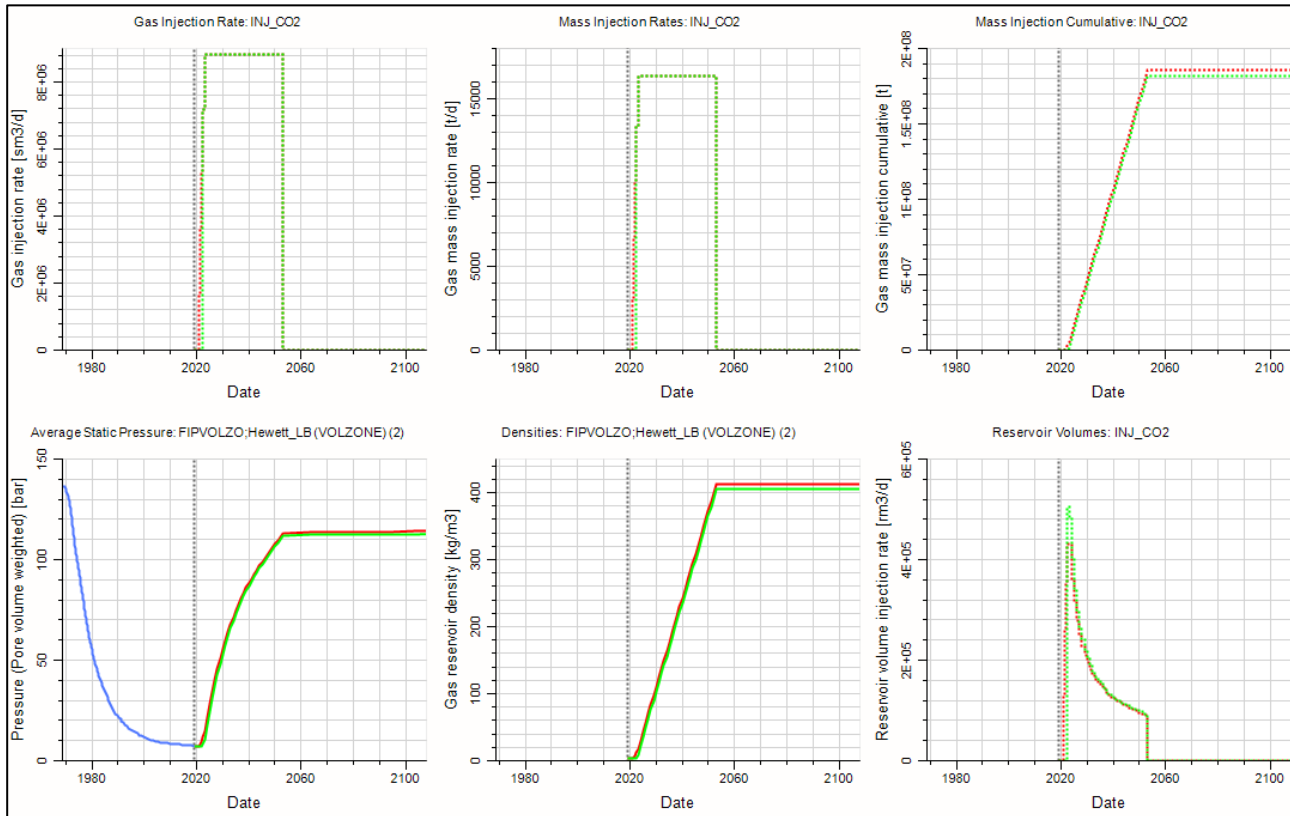 Gas Injection Rate: INJ_CO2
Gas injection rate [sm3/d]
8E+06
6E+06
4E+06
2E+06
0
1980 2020 2060 2100
Date
Mass Injection Rates: INJ_CO2
Gas mass injection rate [t/d]
15000
10000
5000
0
1980 2020 2060 2100
Date
Mass Injection Cumulative: INJ_CO2
Gas mass injection cumulative [t]
2E+08
1.5E+08
1E+08
5E+07
0
1980 2020 2060 2100
Date
Average Static Pressure: FIPVOLZO;Hewett_LB (VOLZONE) (2)
Pressure (Pore volume weighted) [bar]
150
100
50
0
1980 2020 2060 2100
Date
Densities: FIPVOLZO;Hewett_LB (VOLZONE) (2)
Gas reservoir density [kg/m3]
400
300
200
100
0
1980 2020 2060 2100
Date
Reservoir Volumes: INJ_CO2
Reservoir volume injection rate [rm3/d]
6E+05
4E+05
2E+05
0
1980 2020 2060 2100
Date